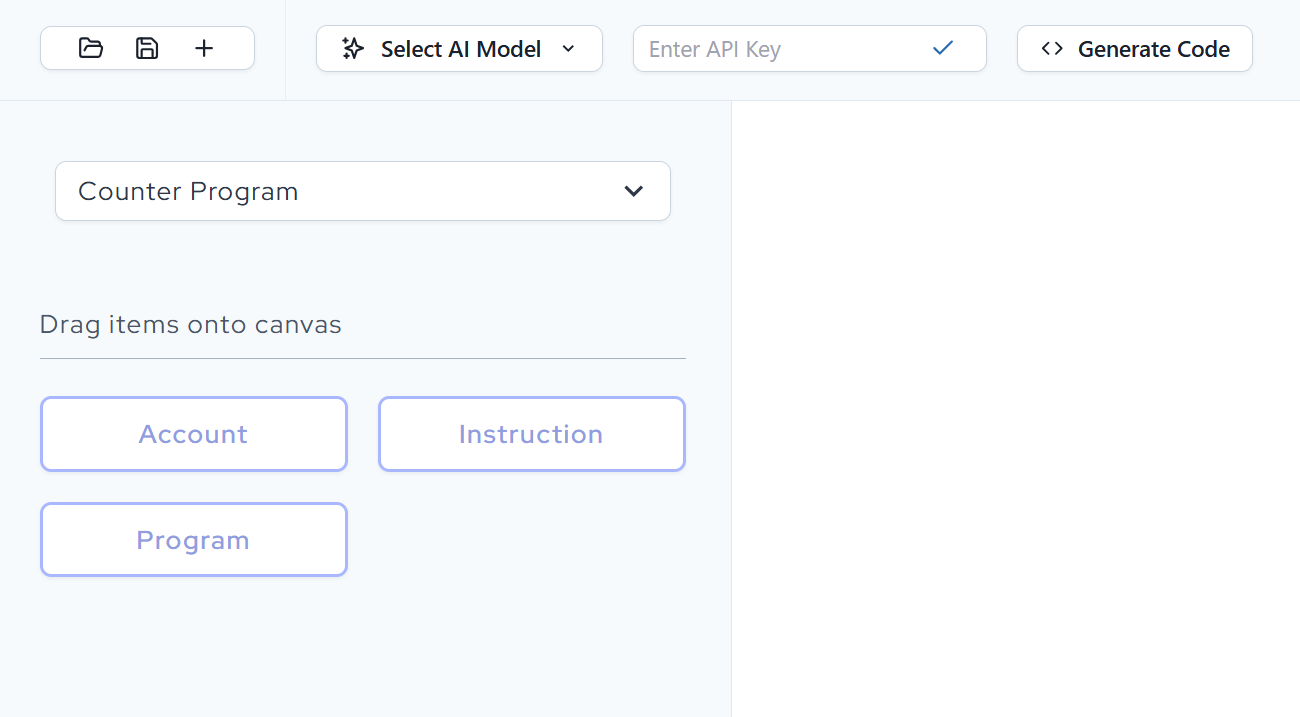 Select AI Model
Enter API Key
Generate Code
Counter Program
Drag items onto canvas
Account
Instruction
Program